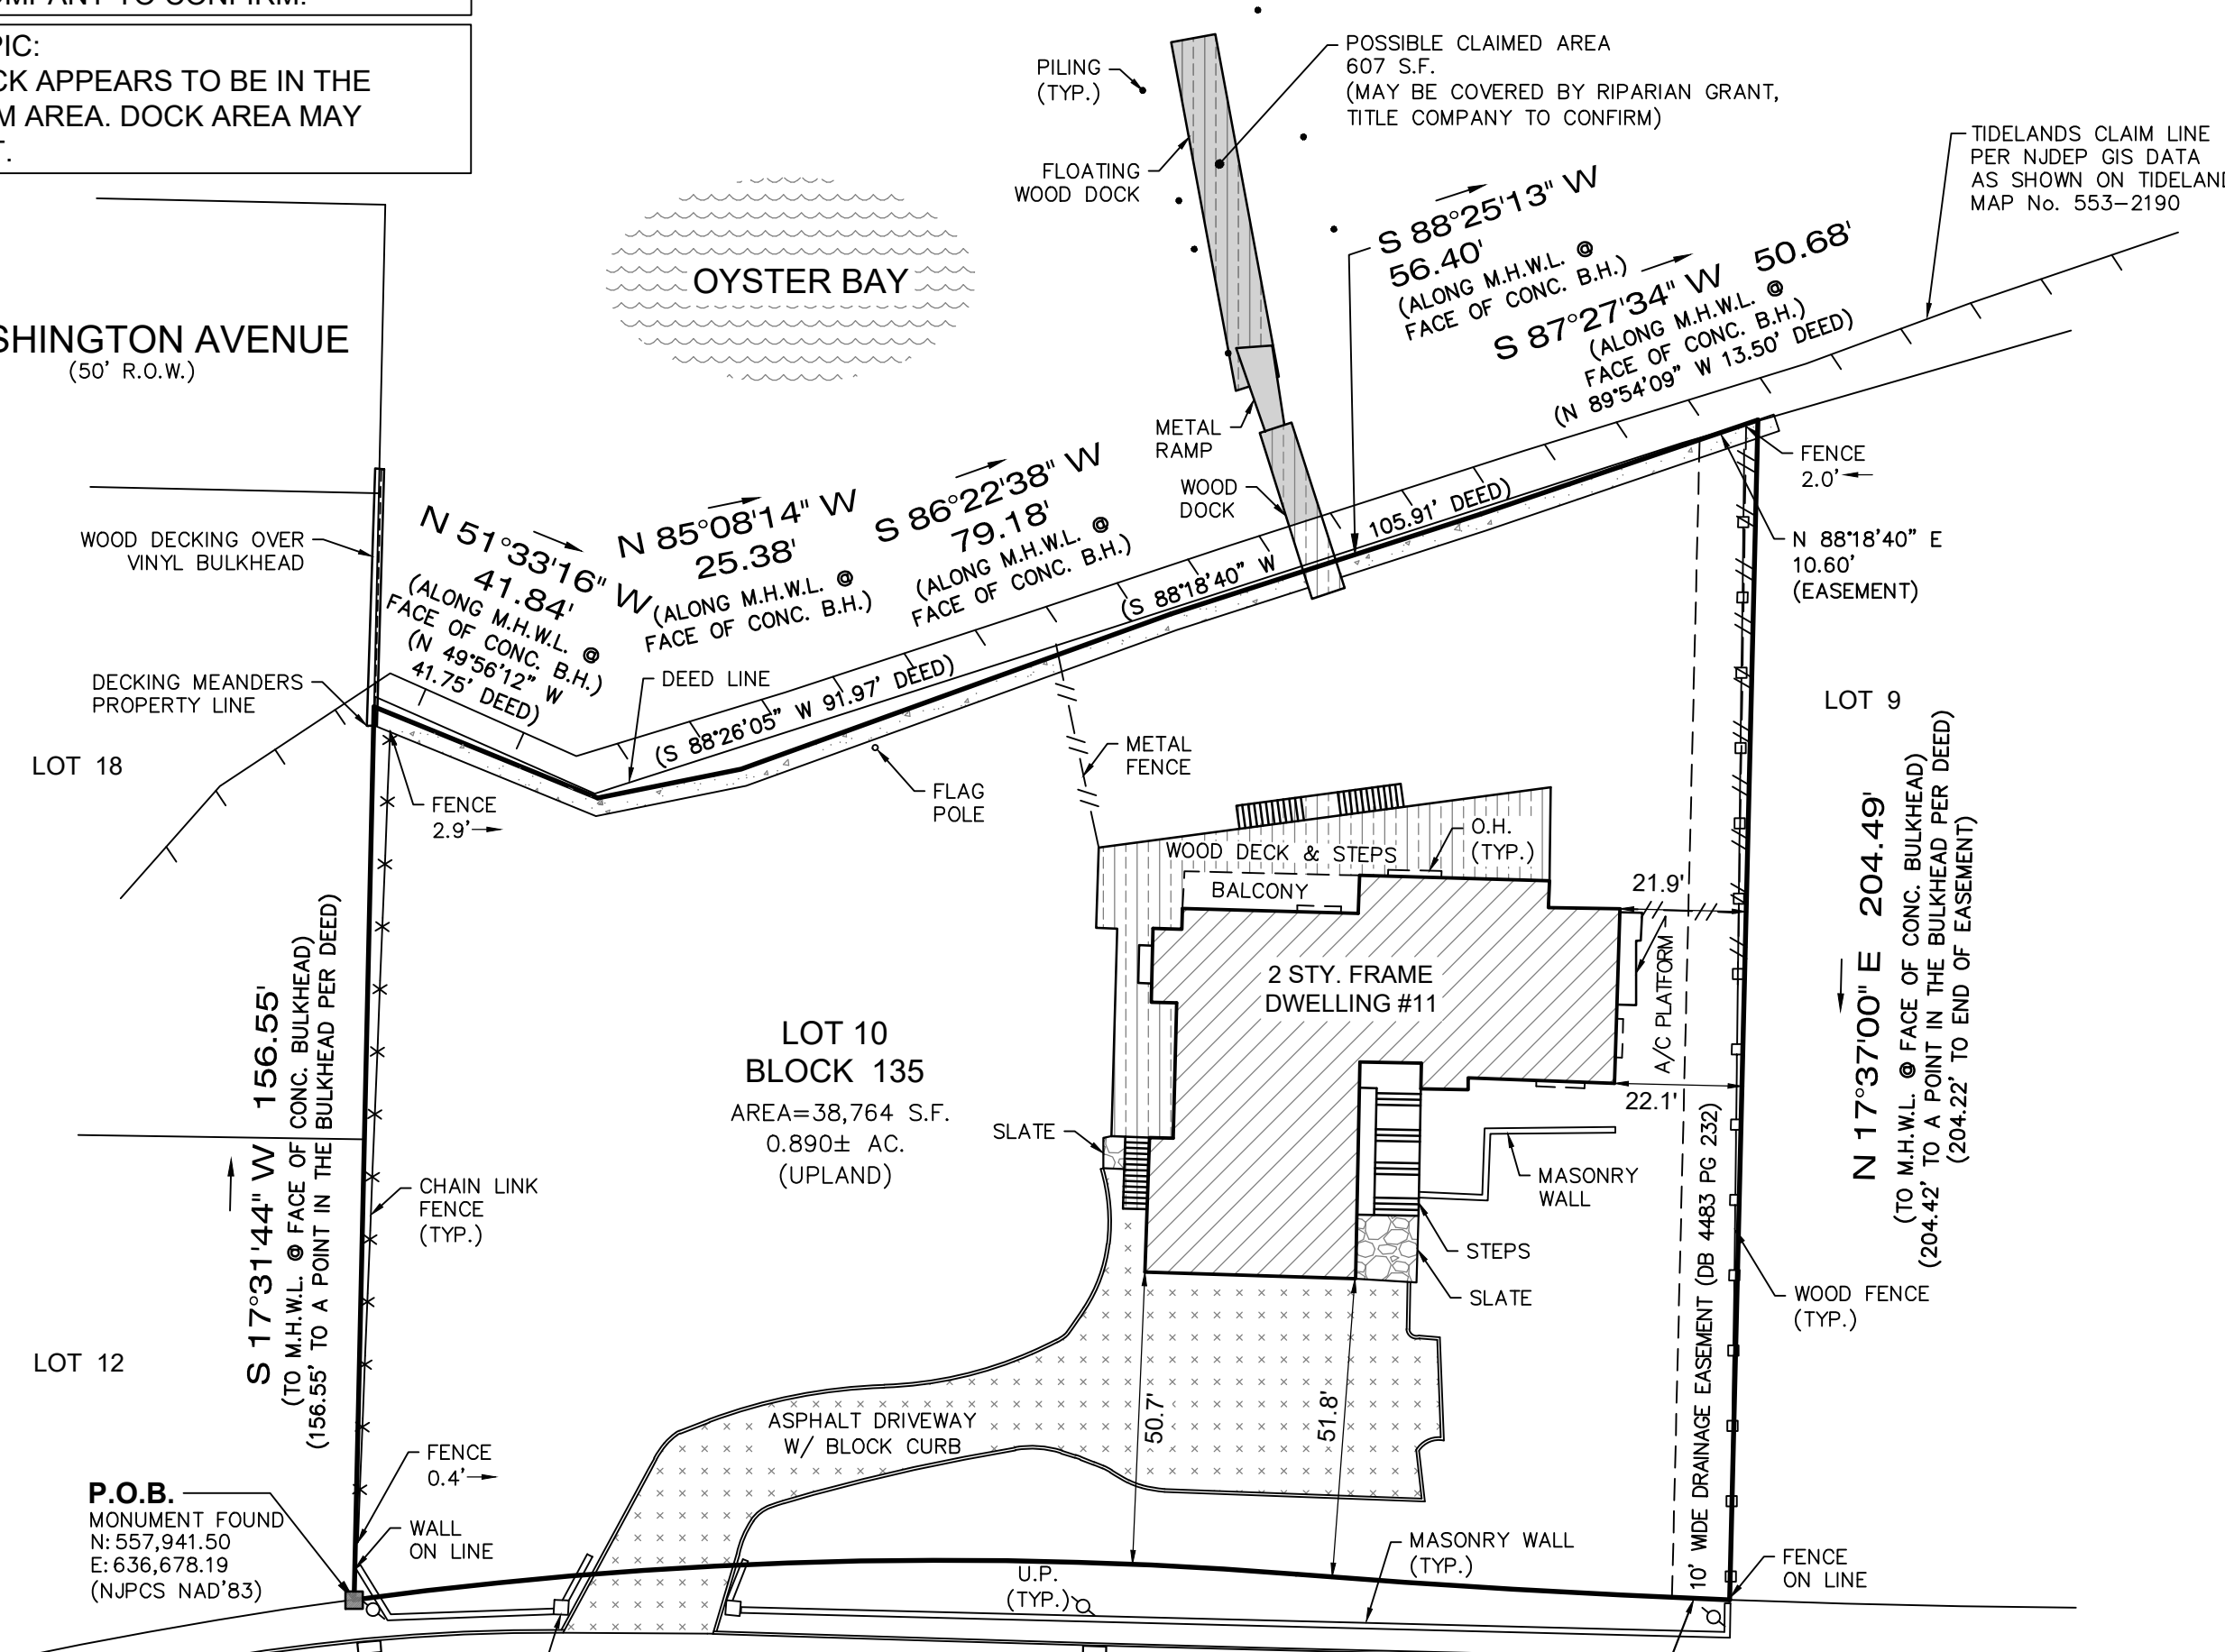 COMPANY TO CONFIRM.
PIC:
CK APPEARS TO BE IN THE
M AREA. DOCK AREA MAY
T.
SHINGTON AVENUE
(50' R.O.W.)
OYSTER BAY
PILING
(TYP.)
FLOATING
WOOD DOCK
POSSIBLE CLAIMED AREA
607 S.F.
(MAY BE COVERED BY RIPARIAN GRANT,
TITLE COMPANY TO CONFIRM)
TIDELANDS CLAIM LINE
PER NJDEP GIS DATA
AS SHOWN ON TIDELAND
MAP No. 553-2190
S 88°25'13" W
56.40'
(ALONG M.H.W.L. @
FACE OF CONC. B.H.)
S 87°27'34" W 50.68'
(ALONG M.H.W.L. @
FACE OF CONC. B.H.)
(N 89°54'09" W 13.50' DEED)
METAL
RAMP
WOOD
DOCK
FENCE
2.0'
N 88°18'40" E
10.60'
(EASEMENT)
WOOD DECKING OVER
VINYL BULKHEAD
N 51°33'16" W
41.84'
(ALONG M.H.W.L. @
FACE OF CONC. B.H.)
(N 49°56'12" W
41.75' DEED)
N 85°08'14" W
25.38'
(ALONG M.H.W.L. @
FACE OF CONC. B.H.)
S 86°22'38" W
79.18'
(ALONG M.H.W.L. @
FACE OF CONC. B.H.)
(S 88°18'40" W 105.91' DEED)
DECKING MEANDERS
PROPERTY LINE
DEED LINE
(S 88°26'05" W 91.97' DEED)
LOT 18
FENCE
2.9'
FLAG
POLE
METAL
FENCE
LOT 9
O.H.
(TYP.)
WOOD DECK & STEPS
BALCONY
21.9'
2 STY. FRAME
DWELLING #11
A/C PLATFORM
22.1'
LOT 10
BLOCK 135
AREA=38,764 S.F.
0.890± AC.
(UPLAND)
SLATE
MASONRY
WALL
STEPS
SLATE
N 17°37'00" E 204.49'
(TO M.H.W.L. @ FACE OF CONC. BULKHEAD)
(204.42' TO A POINT IN THE BULKHEAD PER DEED)
(204.22' TO END OF EASEMENT)
S 17°31'44" W 156.55'
(TO M.H.W.L. @ FACE OF CONC. BULKHEAD)
(156.55' TO A POINT IN THE BULKHEAD PER DEED)
CHAIN LINK
FENCE
(TYP.)
WOOD FENCE
(TYP.)
10' WIDE DRAINAGE EASEMENT (DB 4483 PG 232)
LOT 12
ASPHALT DRIVEWAY
W/ BLOCK CURB
50.7'
51.8'
FENCE
0.4'
P.O.B.
MONUMENT FOUND
N: 557,941.50
E: 636,678.19
(NJPCS NAD'83)
WALL
ON LINE
U.P.
(TYP.)
MASONRY WALL
(TYP.)
FENCE
ON LINE